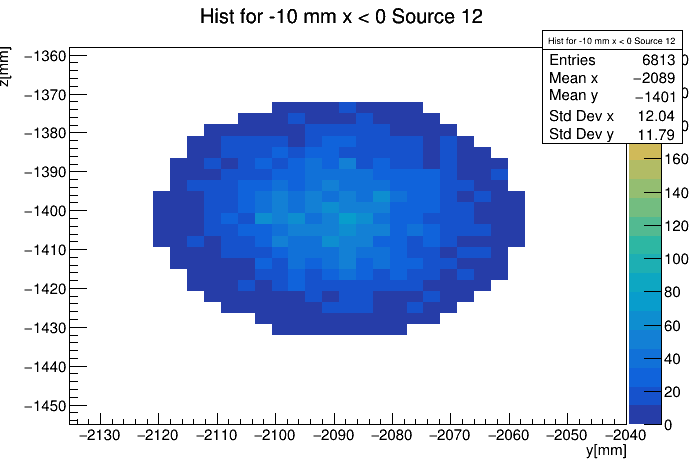 Hist for -10 mm x < 0 Source 12
Hist for -10 mm x < 0 Source 12
Entries 6813
Mean x −2089
Mean y −1401
Std Dev x 12.04
Std Dev y 11.79
z[mm]
−1360
−1370
−1380
−1390
−1400
−1410
−1420
−1430
−1440
−1450
−2130 −2120 −2110 −2100 −2090 −2080 −2070 −2060 −2050 −2040
y[mm]
160
140
120
100
80
60
40
20
0